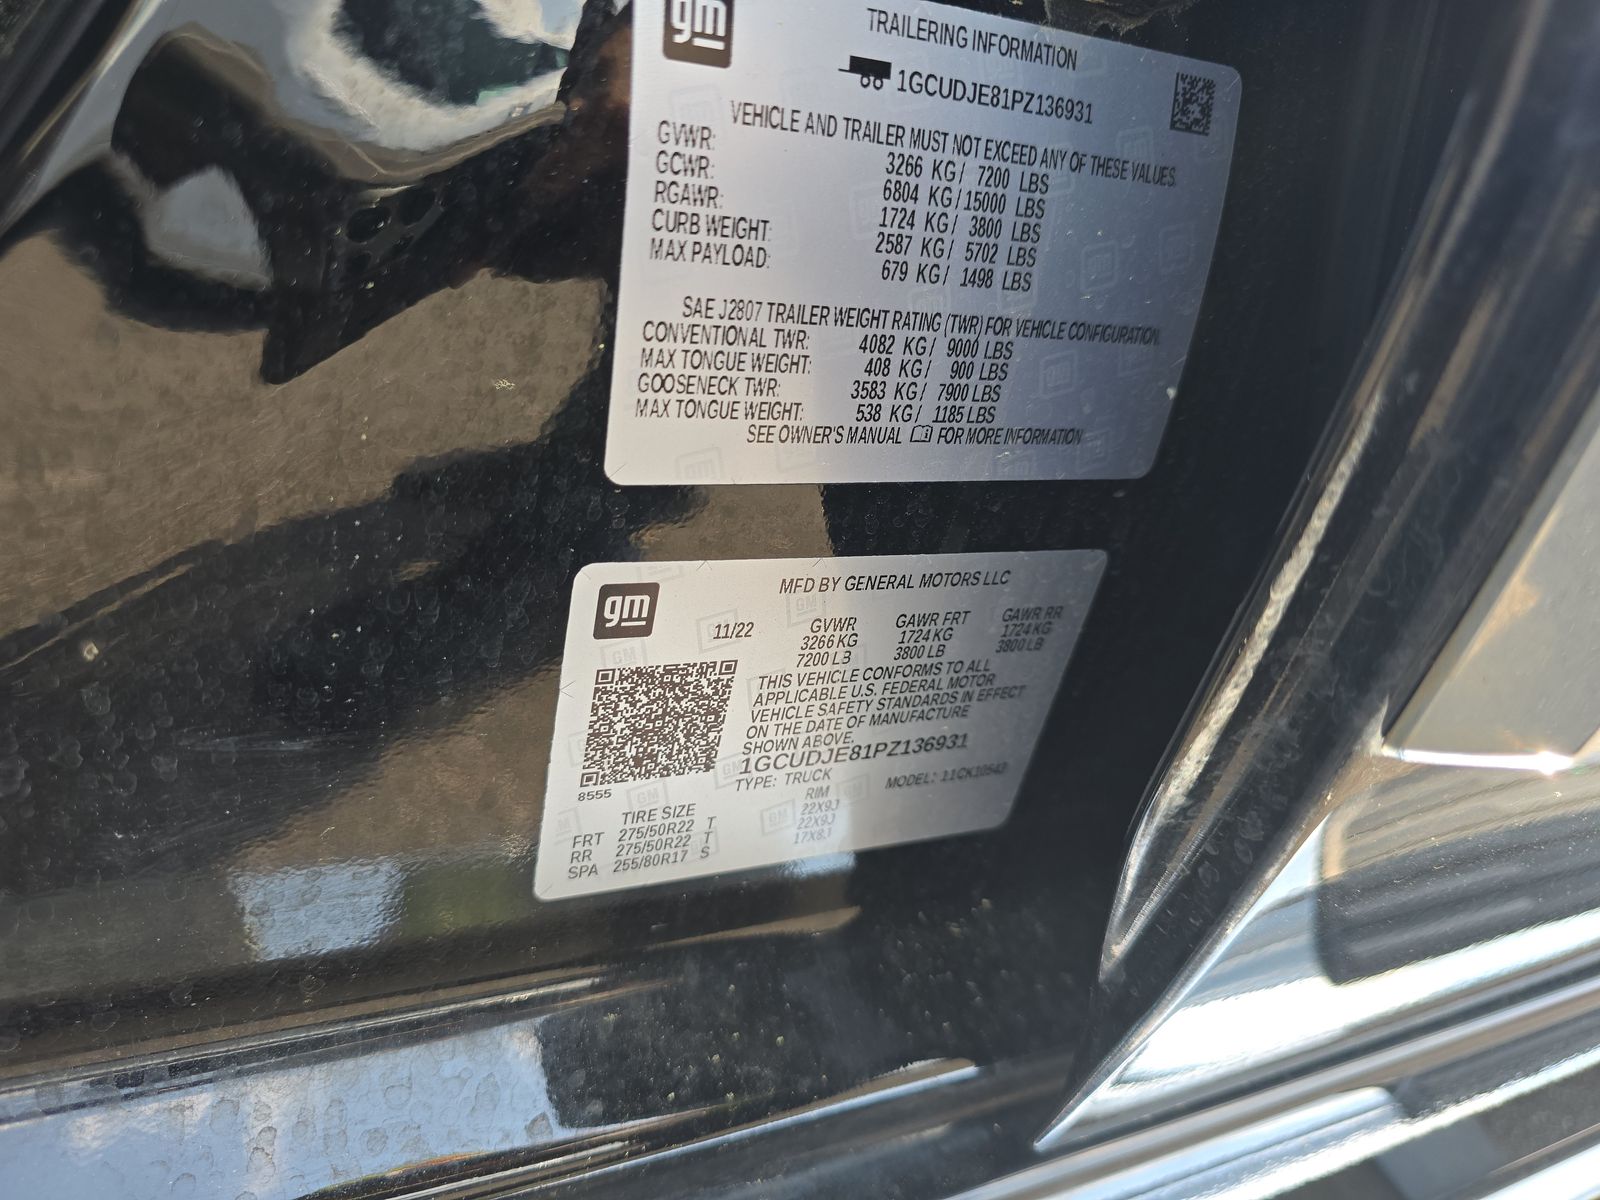 gm
TRAILERING INFORMATION
1GCUDJE81PZ136931
VEHICLE AND TRAILER MUST NOT EXCEED ANY OF THESE VALUES.
GVWR: 3266 KG / 7200 LBS
GCWR: 6804 KG / 15000 LBS
RGAWR: 1724 KG / 3800 LBS
CURB WEIGHT: 2587 KG / 5702 LBS
MAX PAYLOAD: 679 KG / 1498 LBS
SAE J2807 TRAILER WEIGHT RATING (TWR) FOR VEHICLE CONFIGURATION.
CONVENTIONAL TWR: 4082 KG / 9000 LBS
MAX TONGUE WEIGHT: 408 KG / 900 LBS
GOOSENECK TWR: 3583 KG / 7900 LBS
MAX TONGUE WEIGHT: 538 KG / 1185 LBS
SEE OWNER'S MANUAL FOR MORE INFORMATION
gm
MFD BY GENERAL MOTORS LLC
11/22 GVWR GAWR FRT GAWR RR
3266 KG 1724 KG 1724 KG
7200 LB 3800 LB 3800 LB
THIS VEHICLE CONFORMS TO ALL
APPLICABLE U.S. FEDERAL MOTOR
VEHICLE SAFETY STANDARDS IN EFFECT
ON THE DATE OF MANUFACTURE
SHOWN ABOVE.
1GCUDJE81PZ136931
TYPE: TRUCK MODEL: 11CK10543
8555
TIRE SIZE RIM
FRT 275/50R22 T 22X9J
RR 275/50R22 T 22X9J
SPA 255/80R17 S 17X8J